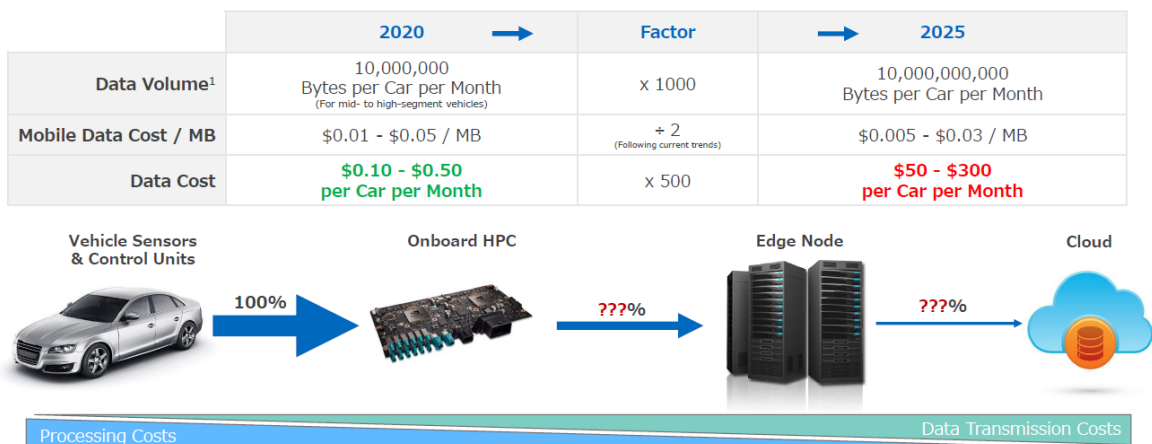 2020
Factor
2025
Data Volume¹
10,000,000
Bytes per Car per Month
(For mid- to high-segment vehicles)
x 1000
10,000,000,000
Bytes per Car per Month
Mobile Data Cost / MB
$0.01 - $0.05 / MB
÷ 2
(Following current trends)
$0.005 - $0.03 / MB
Data Cost
$0.10 - $0.50
per Car per Month
x 500
$50 - $300
per Car per Month
Vehicle Sensors
& Control Units
Onboard HPC
Edge Node
Cloud
100%
???%
???%
Processing Costs
Data Transmission Costs